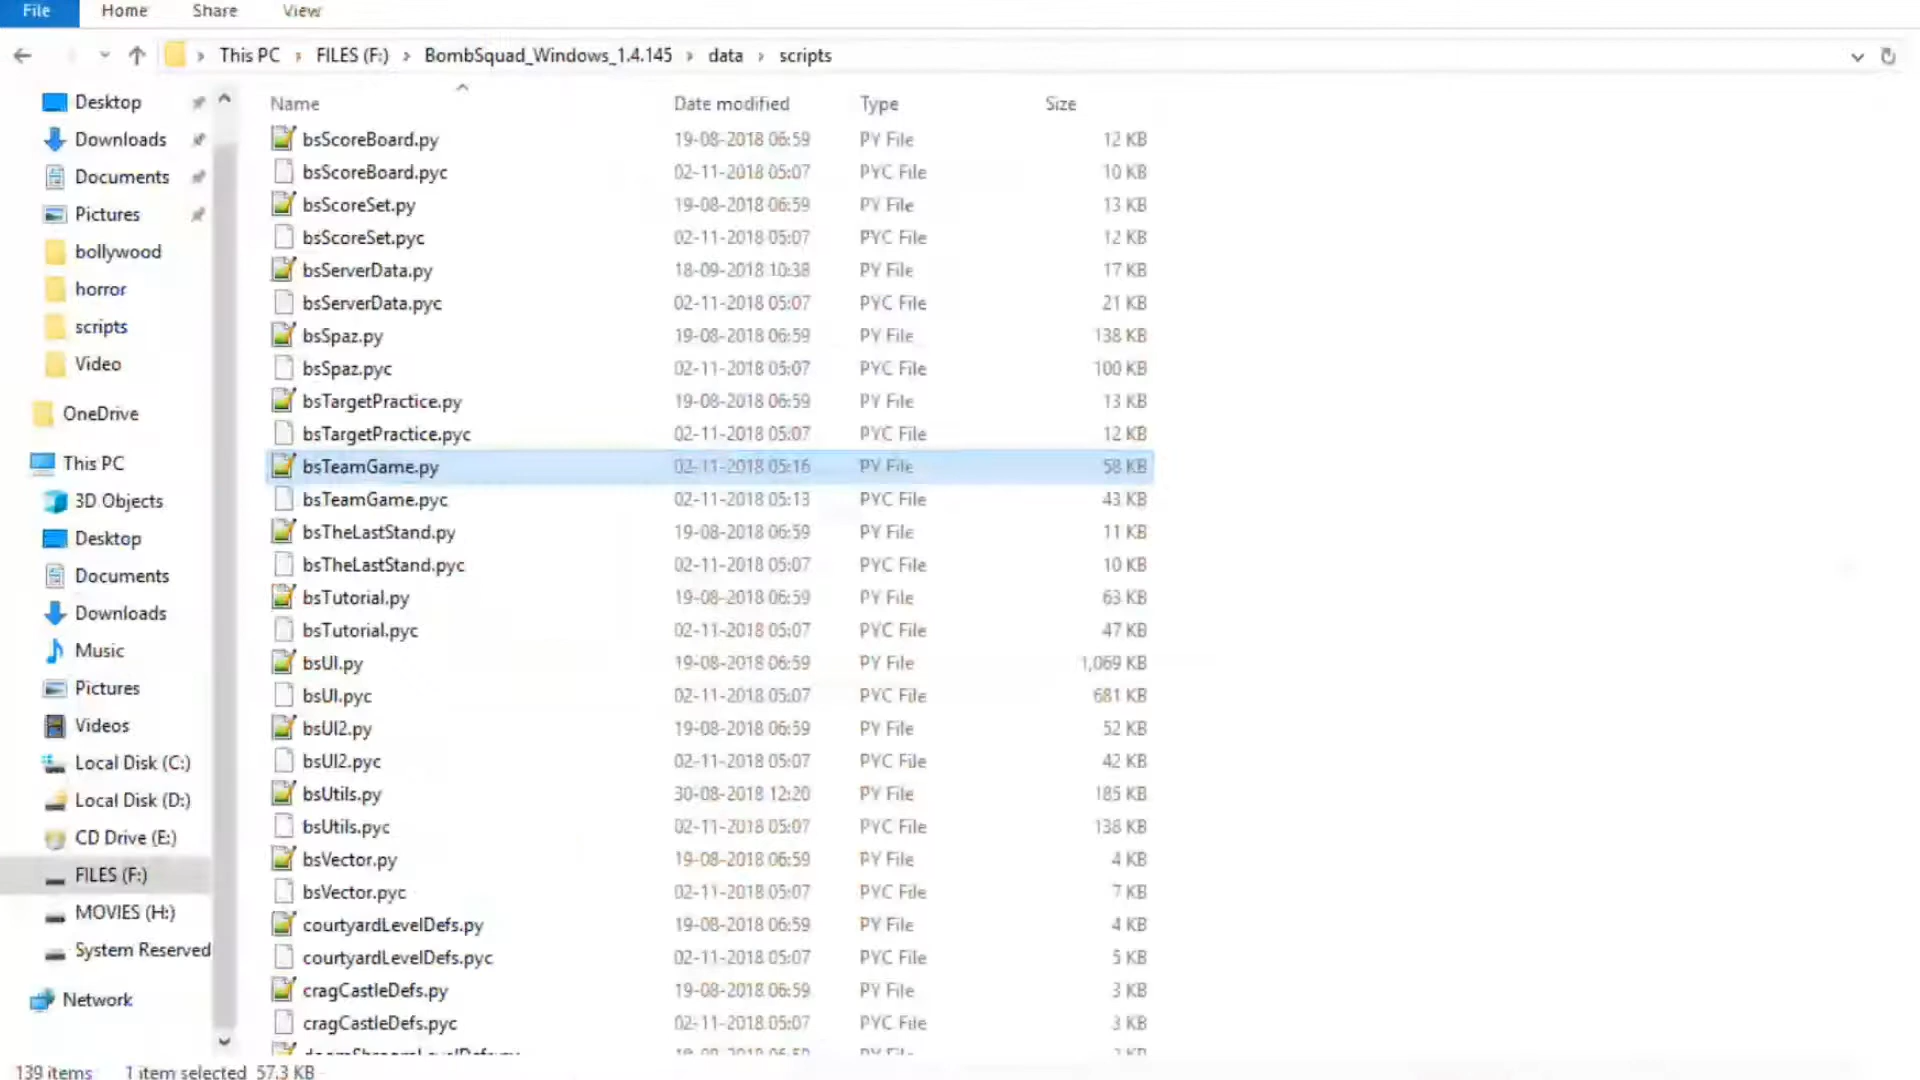 File Home Share View
This PC FILES (F:) BombSquad_Windows_1.4.145 data scripts
Name Date modified Type Size
Desktop
Downloads
Documents
Pictures
bollywood
horror
scripts
Video
OneDrive
This PC
3D Objects
Desktop
Documents
Downloads
Music
Pictures
Videos
Local Disk (C:)
Local Disk (D:)
CD Drive (E:)
FILES (F:)
MOVIES (H:)
System Reserved
Network
bsScoreBoard.py 19-08-2018 06:59 PY File 12 KB
bsScoreBoard.pyc 02-11-2018 05:07 PYC File 10 KB
bsScoreSet.py 19-08-2018 06:59 PY File 13 KB
bsScoreSet.pyc 02-11-2018 05:07 PYC File 12 KB
bsServerData.py 18-09-2018 10:38 PY File 17 KB
bsServerData.pyc 02-11-2018 05:07 PYC File 21 KB
bsSpaz.py 19-08-2018 06:59 PY File 138 KB
bsSpaz.pyc 02-11-2018 05:07 PYC File 100 KB
bsTargetPractice.py 19-08-2018 06:59 PY File 13 KB
bsTargetPractice.pyc 02-11-2018 05:07 PYC File 12 KB
bsTeamGame.py 02-11-2018 05:16 PY File 58 KB
bsTeamGame.pyc 02-11-2018 05:13 PYC File 43 KB
bsTheLastStand.py 19-08-2018 06:59 PY File 11 KB
bsTheLastStand.pyc 02-11-2018 05:07 PYC File 10 KB
bsTutorial.py 19-08-2018 06:59 PY File 63 KB
bsTutorial.pyc 02-11-2018 05:07 PYC File 47 KB
bsUI.py 19-08-2018 06:59 PY File 1,069 KB
bsUI.pyc 02-11-2018 05:07 PYC File 681 KB
bsUI2.py 19-08-2018 06:59 PY File 52 KB
bsUI2.pyc 02-11-2018 05:07 PYC File 42 KB
bsUtils.py 30-08-2018 12:20 PY File 185 KB
bsUtils.pyc 02-11-2018 05:07 PYC File 138 KB
bsVector.py 19-08-2018 06:59 PY File 4 KB
bsVector.pyc 02-11-2018 05:07 PYC File 7 KB
courtyardLevelDefs.py 19-08-2018 06:59 PY File 4 KB
courtyardLevelDefs.pyc 02-11-2018 05:07 PYC File 5 KB
cragCastleDefs.py 19-08-2018 06:59 PY File 3 KB
cragCastleDefs.pyc 02-11-2018 05:07 PYC File 3 KB
139 items 1 item selected 57.3 KB